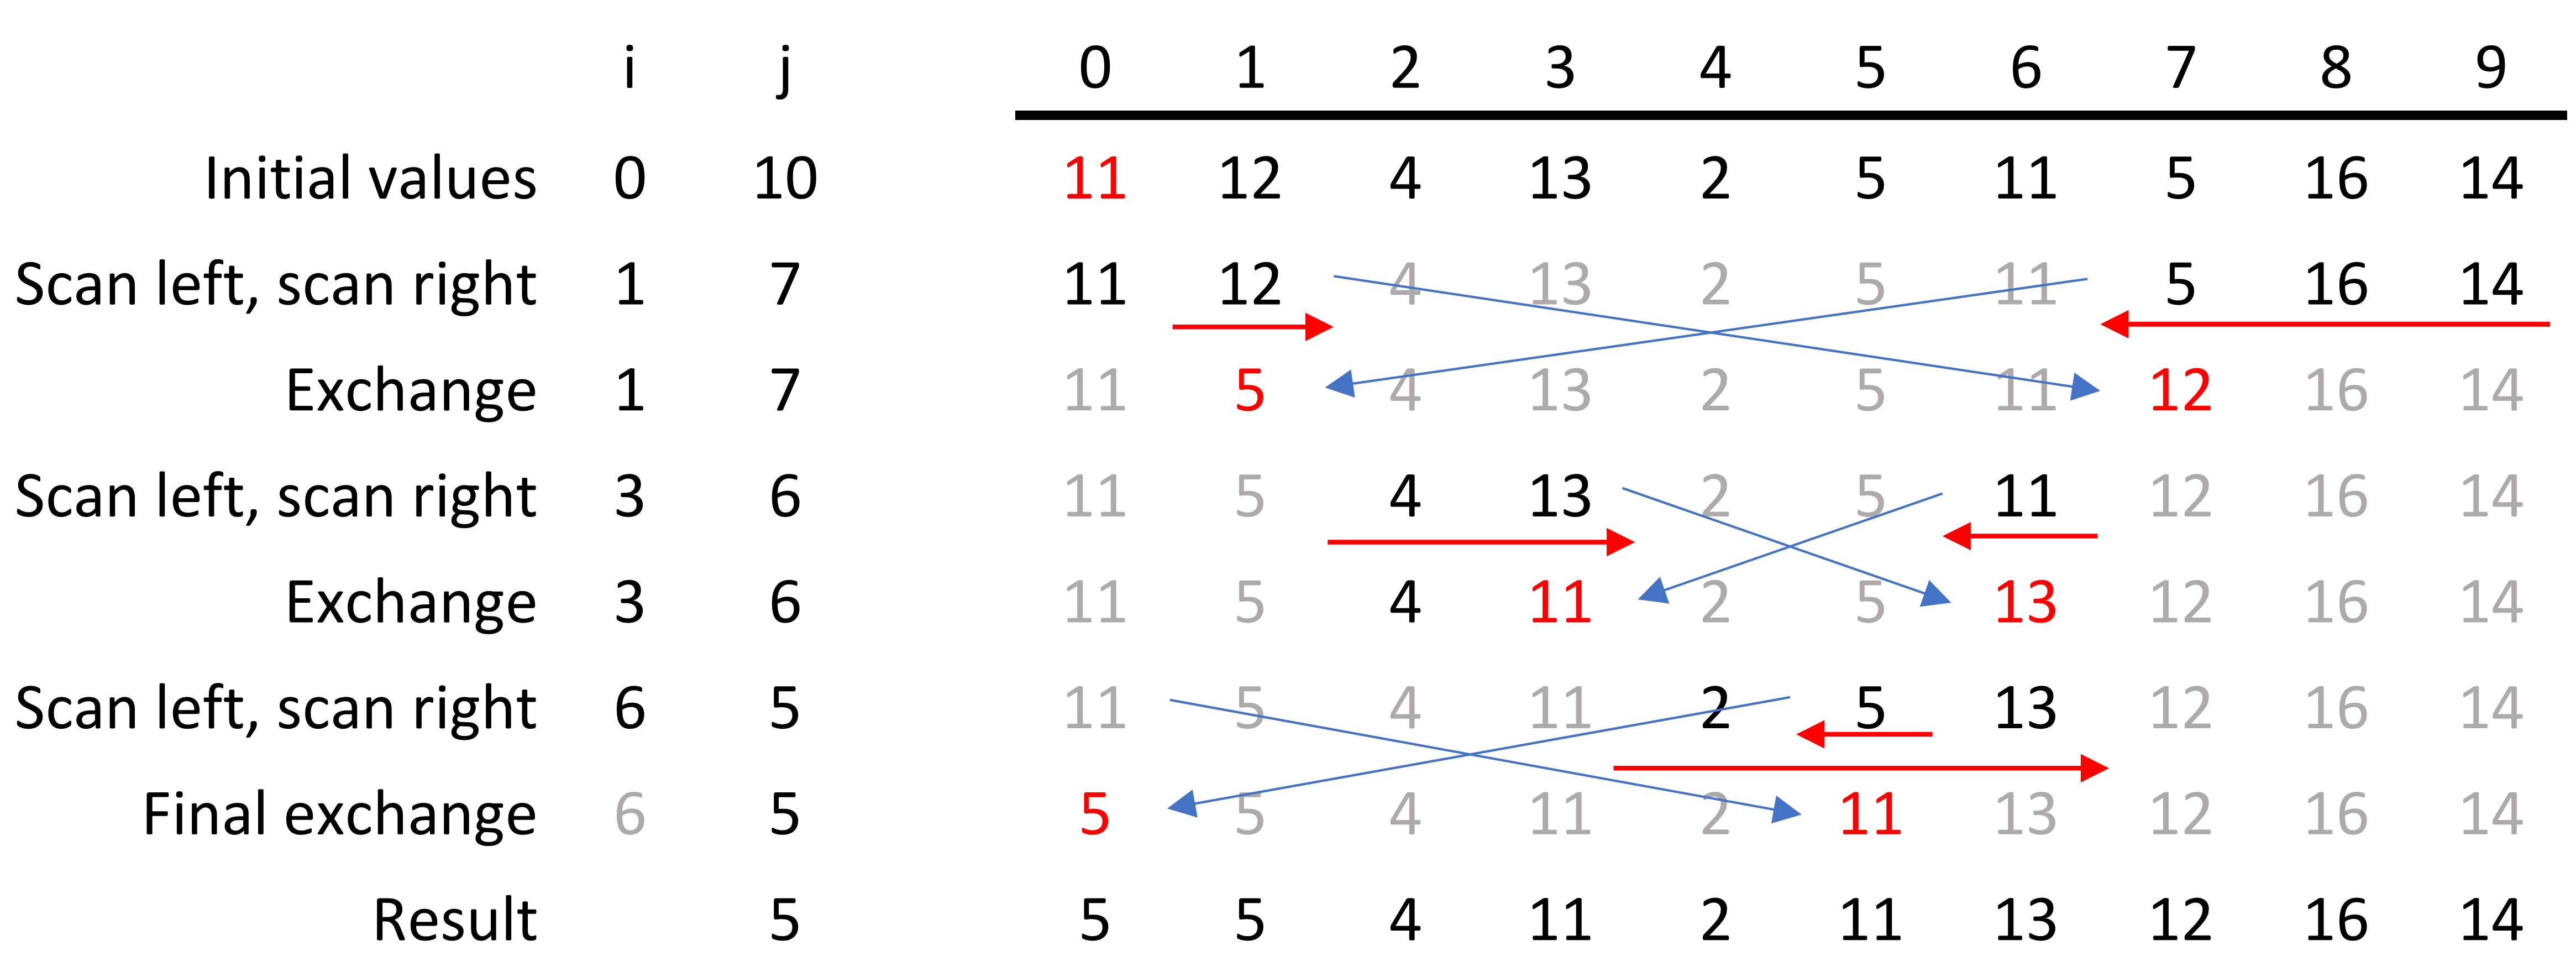 i j 0 1 2 3 4 5 6 7 8 9
Initial values 0 10 11 12 4 13 2 5 11 5 16 14
Scan left, scan right 1 7 11 12 4 13 2 5 11 5 16 14
Exchange 1 7 11 5 4 13 2 5 11 12 16 14
Scan left, scan right 3 6 11 5 4 13 2 5 11 12 16 14
Exchange 3 6 11 5 4 11 2 5 13 12 16 14
Scan left, scan right 6 5 11 5 4 11 2 5 13 12 16 14
Final exchange 6 5 5 5 4 11 2 11 13 12 16 14
Result 5 5 5 4 11 2 11 13 12 16 14